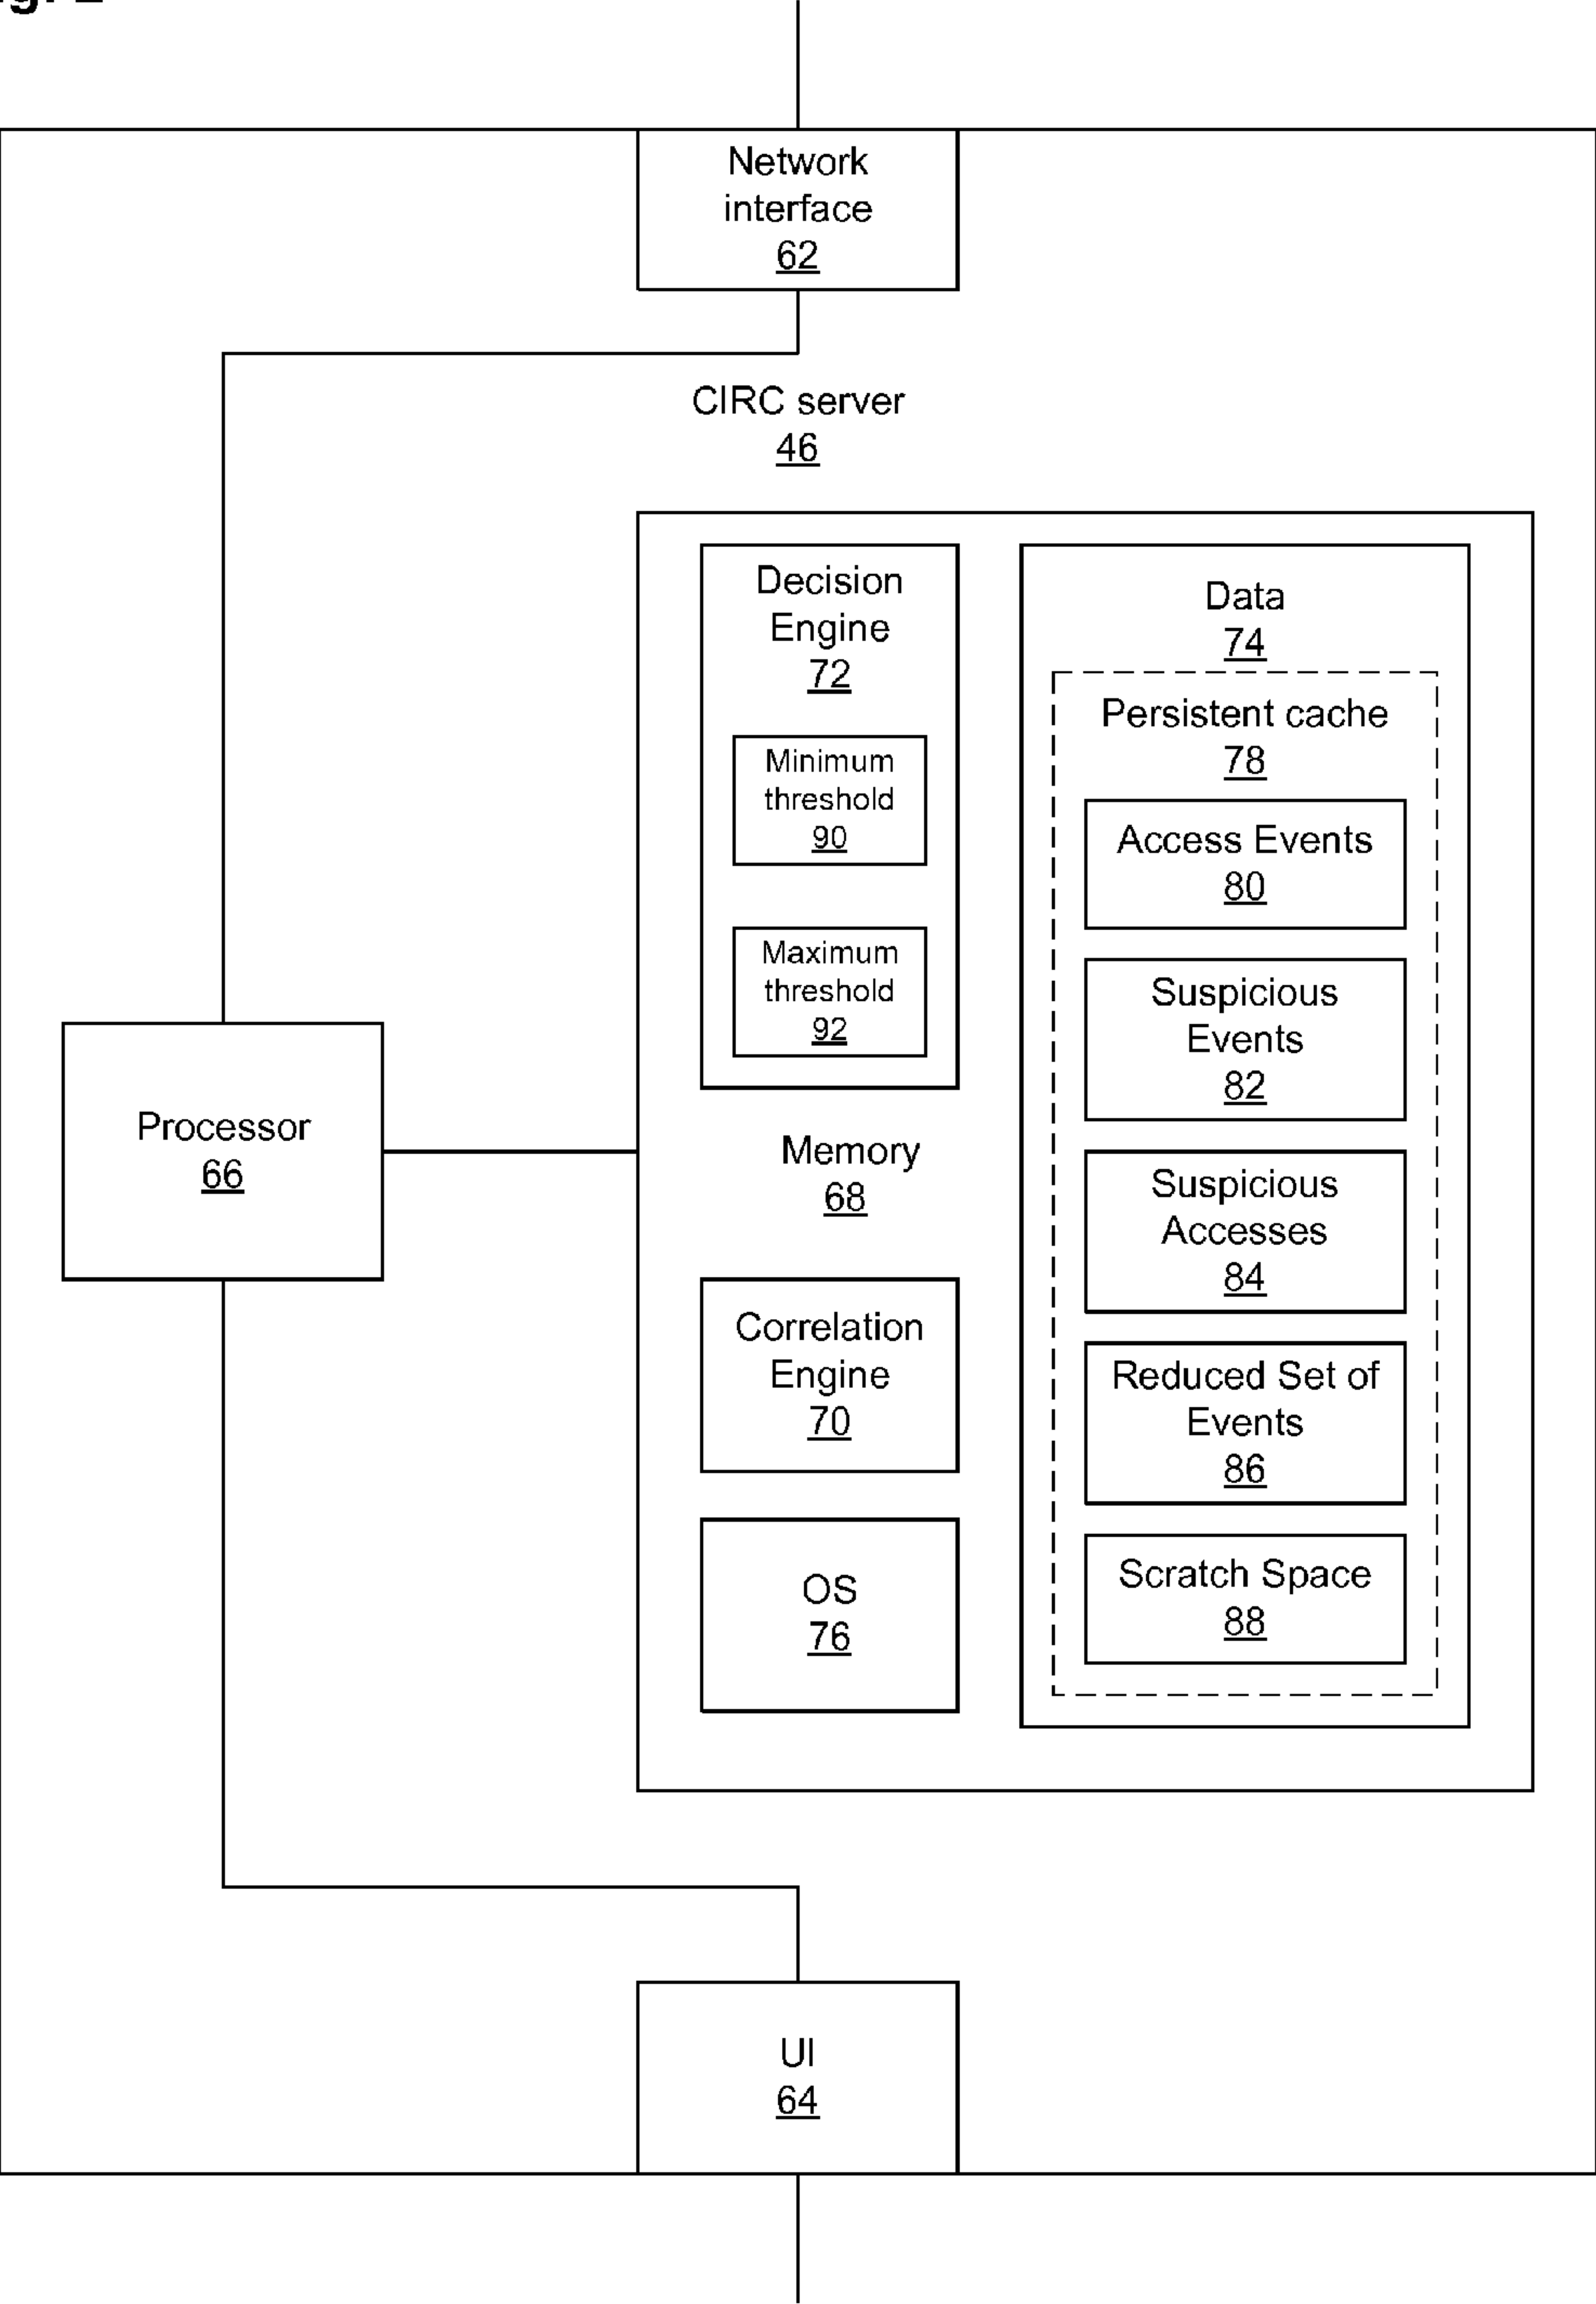 Network
interface
62
CIRC server
46
Decision
Engine
72
Minimum
threshold
90
Maximum
threshold
92
Memory
68
Correlation
Engine
70
OS
76
Data
74
Persistent cache
78
Access Events
80
Suspicious
Events
82
Suspicious
Accesses
84
Reduced Set of
Events
86
Scratch Space
88
Processor
66
UI
64